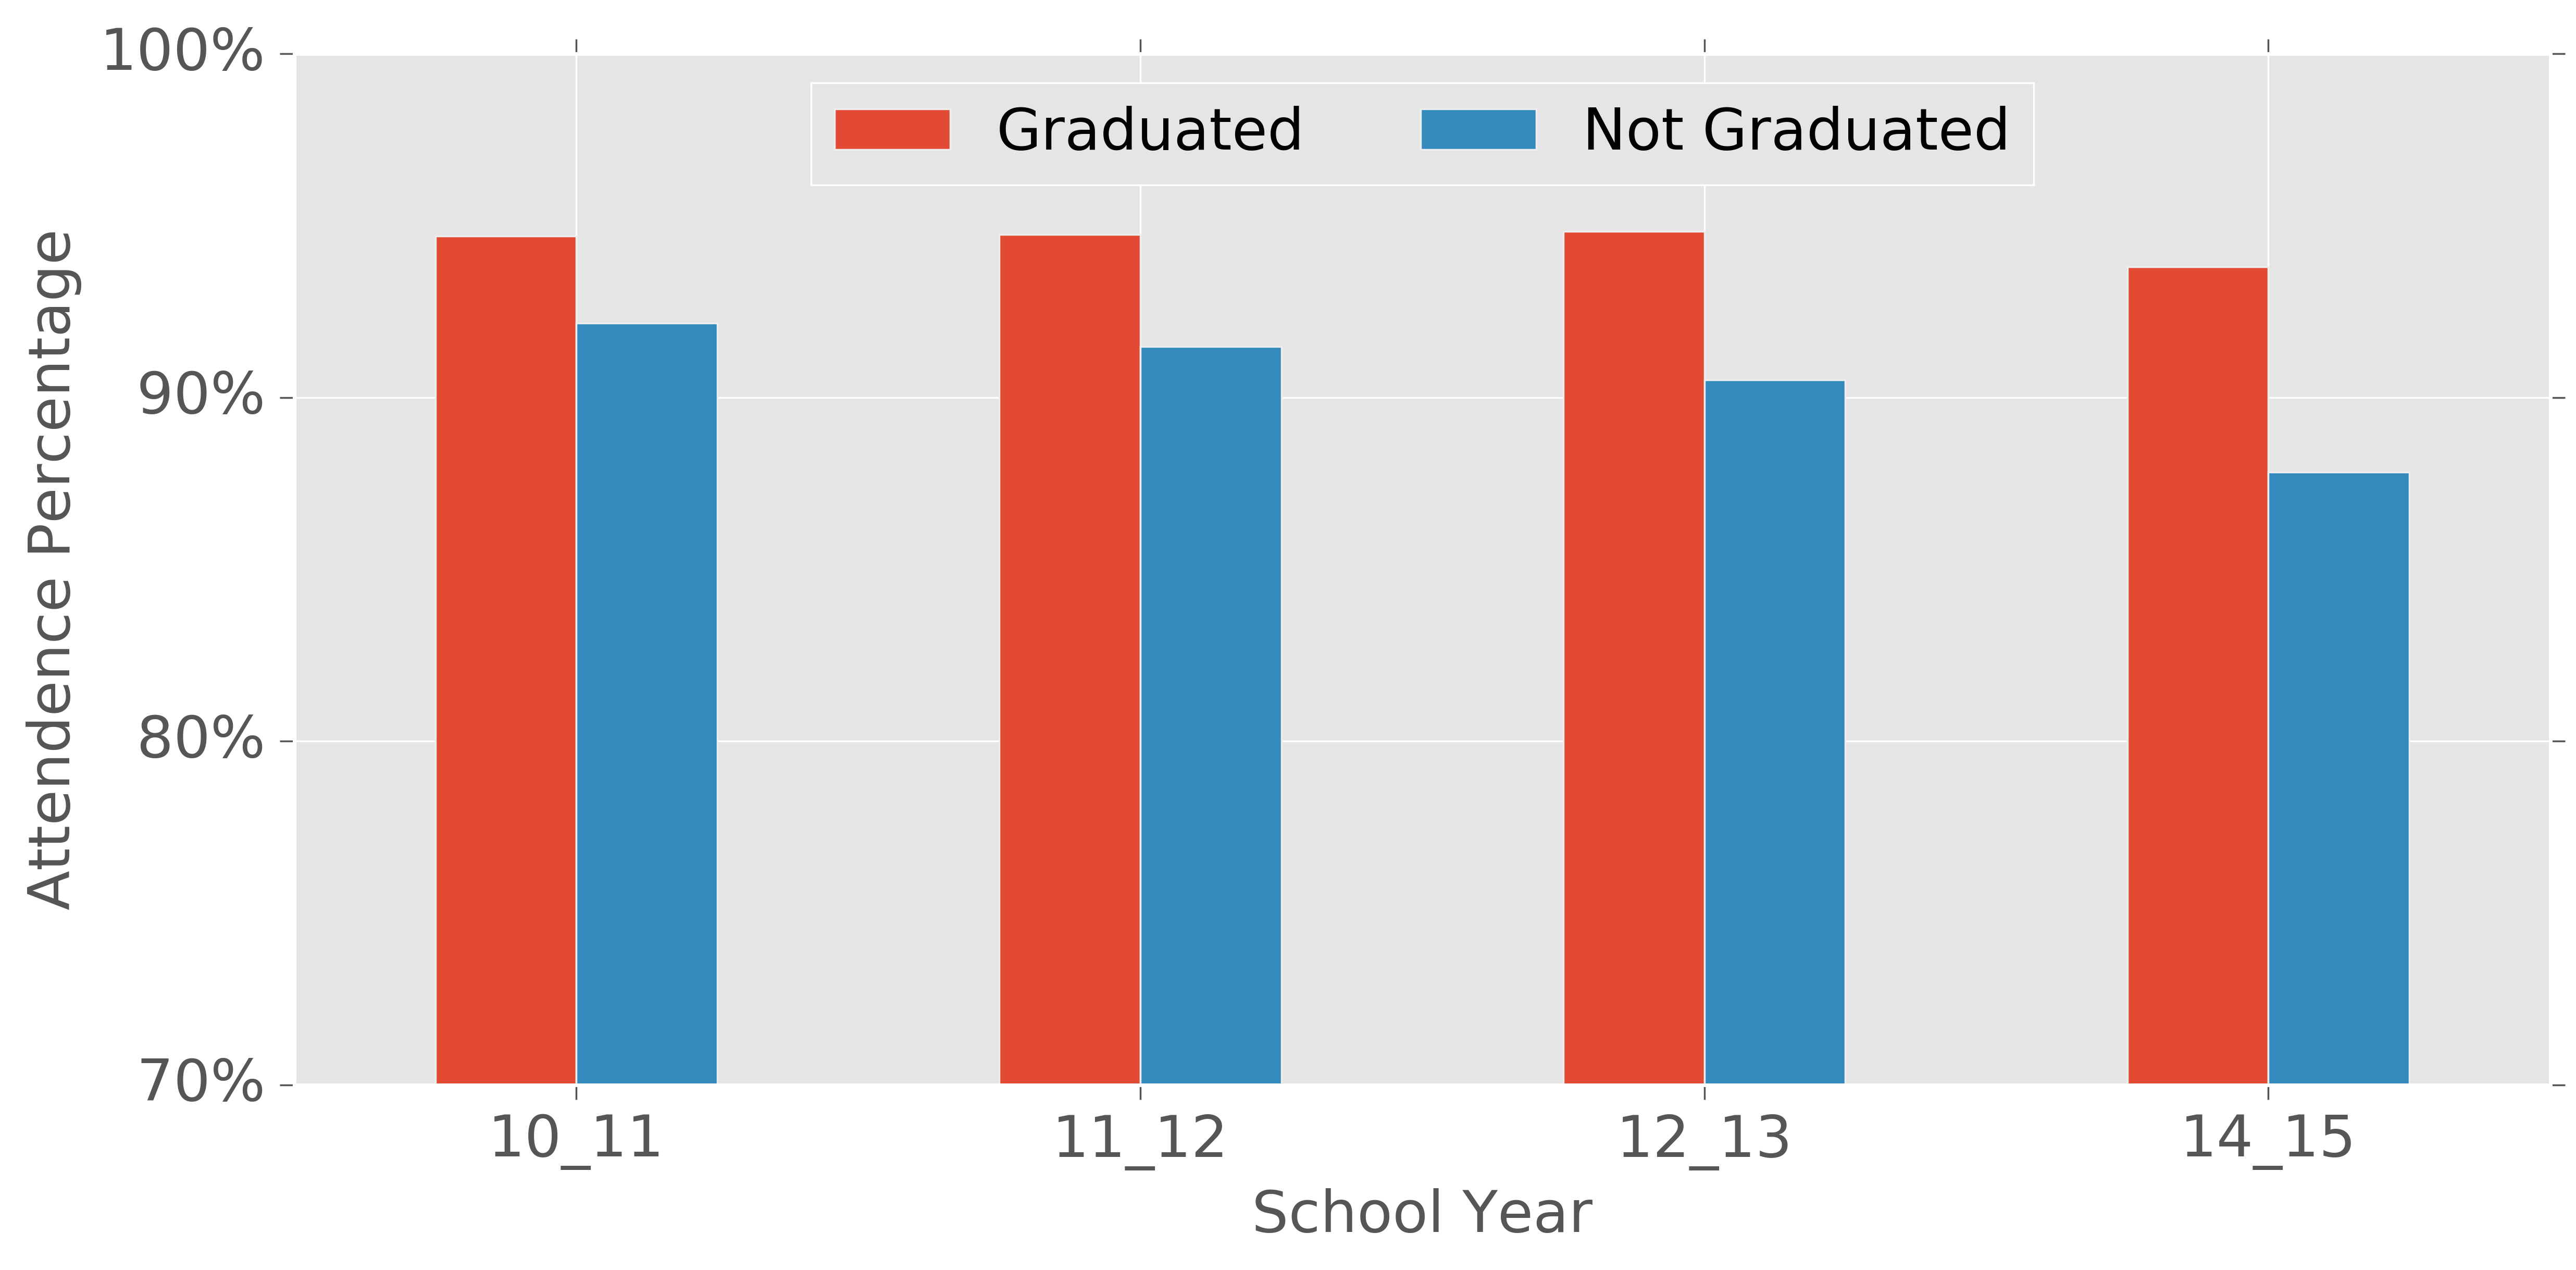 100%
Graduated Not Graduated
90%
80%
70%
Attendence Percentage
10_11 11_12 12_13 14_15
School Year